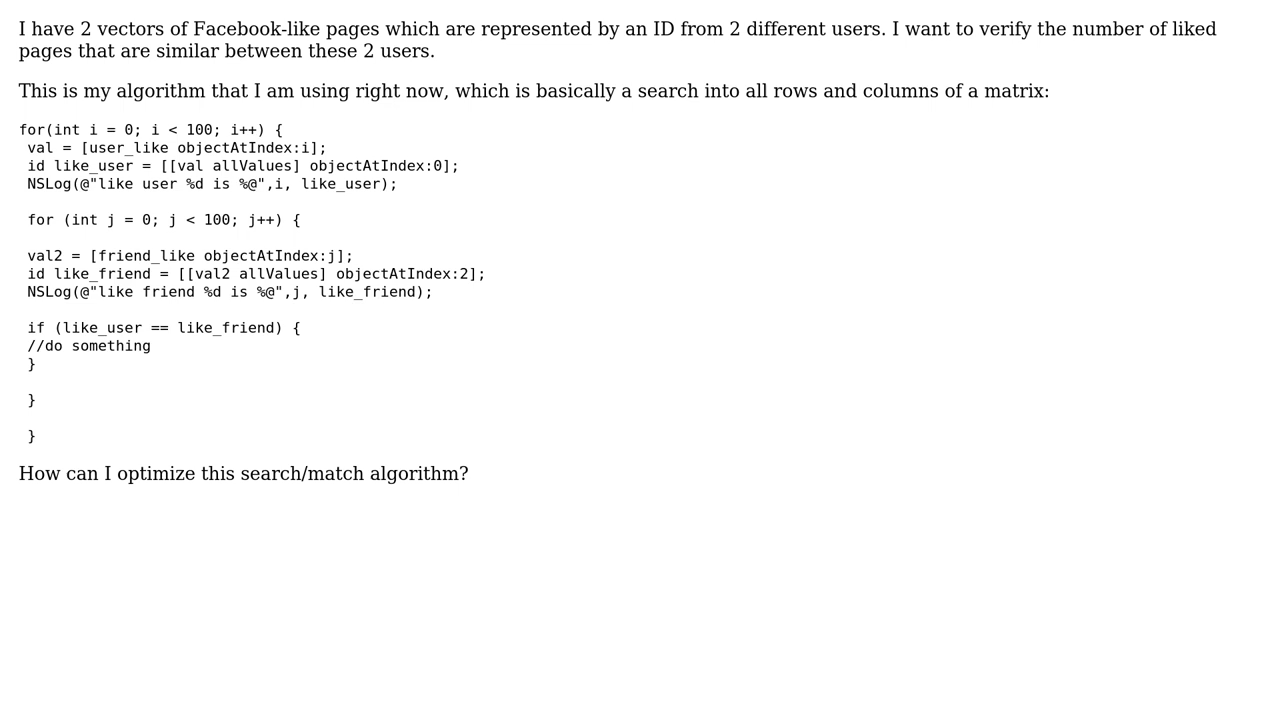 I have 2 vectors of Facebook-like pages which are represented by an ID from 2 different users. I want to verify the number of liked
pages that are similar between these 2 users.
This is my algorithm that I am using right now, which is basically a search into all rows and columns of a matrix:
for(int i = 0; i < 100; i++) {
val = [user_like objectAtIndex:i];
id like_user = [[val allValues] objectAtIndex:0];
NSLog(@"like user %d is %@",i, like_user);
for (int j = 0; j < 100; j++) {
val2 = [friend_like objectAtIndex:j];
id like_friend = [[val2 allValues] objectAtIndex:2];
NSLog(@"like friend %d is %@",j, like_friend);
if (like_user == like_friend) {
//do something
}
}
}
How can I optimize this search/match algorithm?